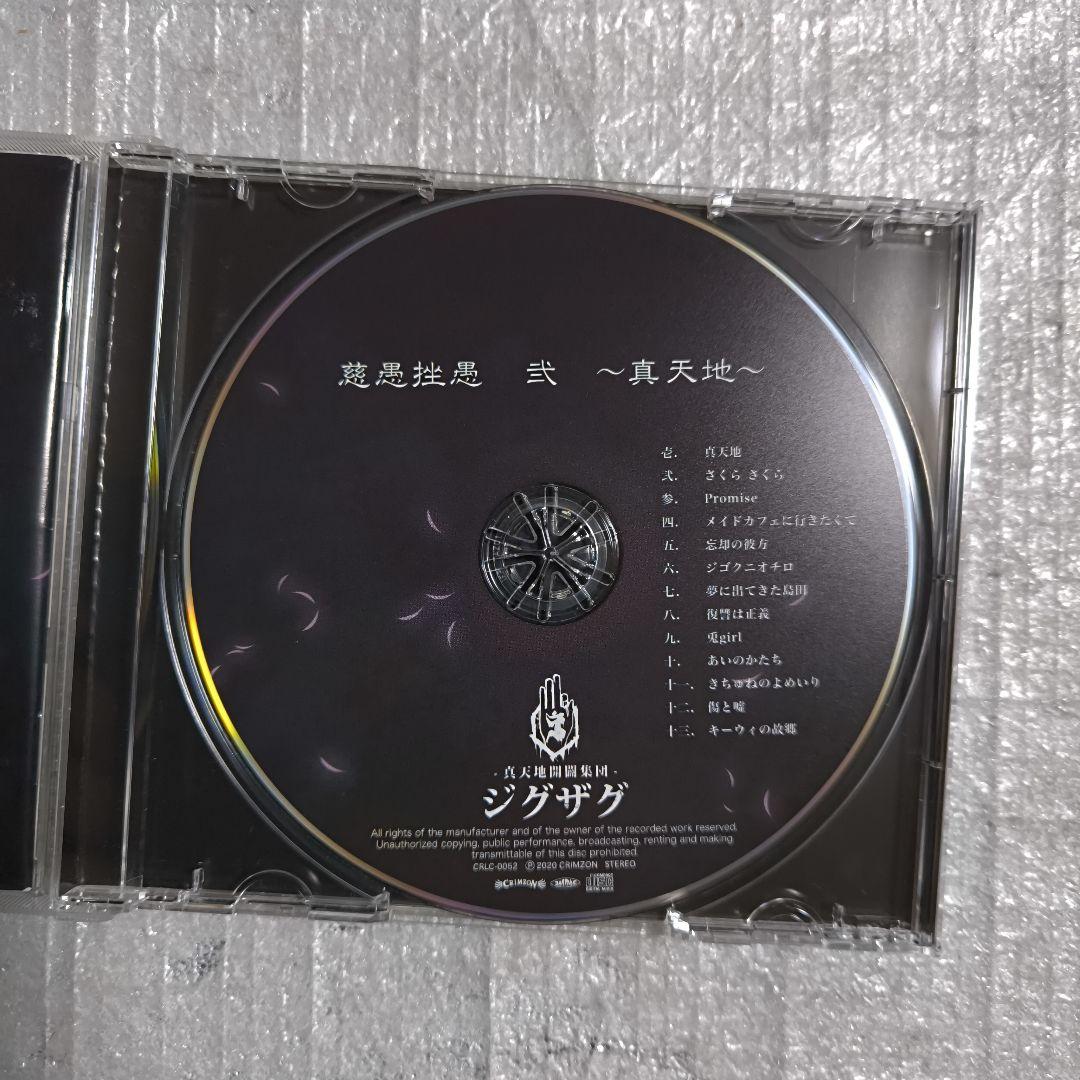 慈愚挫愚 弐 ～真天地～
壱. 真天地
弐. さくら さくら
参. Promise
四. メイドカフェに行きたくて
五. 忘却の彼方
六. ジゴクニオチロ
七. 夢に出てきた島田
八. 復讐は正義
九. 兎girl
十. あいのかたち
十一. きちゅねのよめいり
十二. 傷と嘘
十三. キーウィの故郷
- 真天地開闢集団 -
ジグザグ
All rights of the manufacturer and of the owner of the recorded work reserved.
Unauthorized copying, public performance, broadcasting, renting and making
transmittable of this disc prohibited.
CRLC-0052 Ⓟ 2020 CRIMZON STEREO
CRIMZON
COMPACT
disc
DIGITAL AUDIO